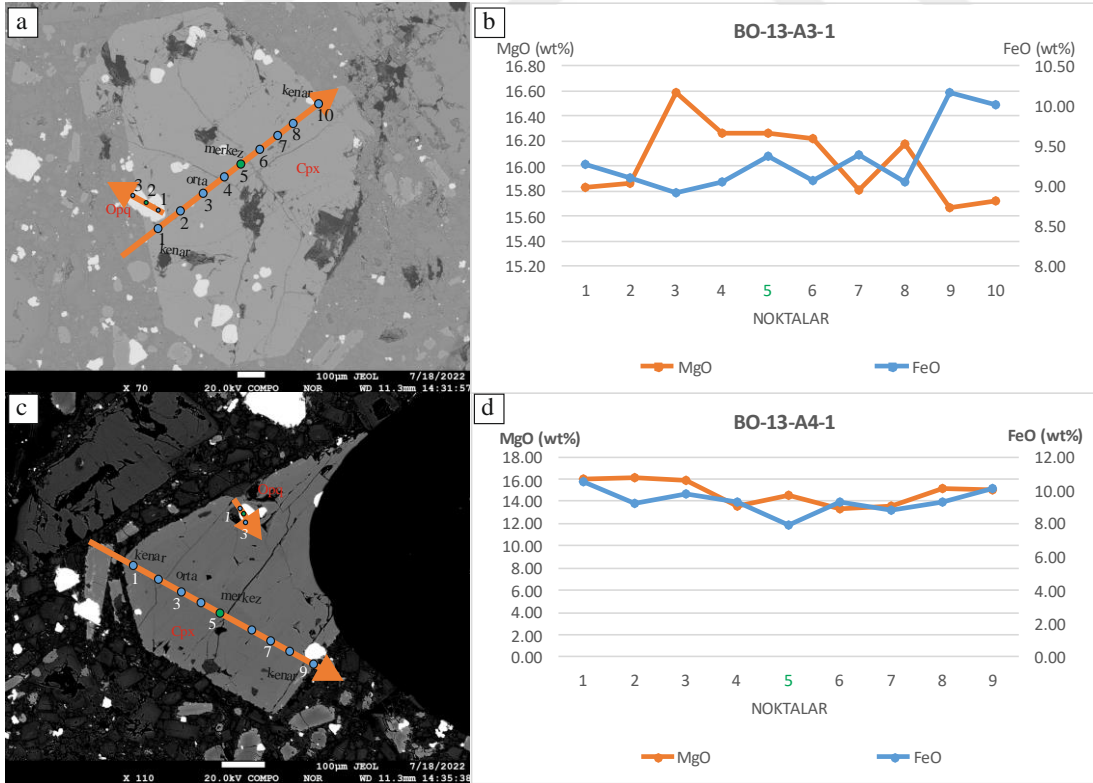 a
kenar
10
8
7
merkez
6
5
Cpx
4
orta
3
3
2
1
2
Opq
1
kenar
100µm JEOL 7/18/2022
X 70 20.0kV COMPO NOR WD 11.3mm 14:31:57
b
BO-13-A3-1
MgO (wt%) FeO (wt%)
16.80 10.50
16.60
16.40 10.00
16.20 9.50
16.00
15.80 9.00
15.60
15.40 8.50
15.20 8.00
1 2 3 4 5 6 7 8 9 10
NOKTALAR
MgO FeO
c
Opq
1
3
kenar
1
orta
3
merkez
5
Cpx
7
9
kenar
100µm JEOL 7/18/2022
X 110 20.0kV COMPO NOR WD 11.3mm 14:35:38
d
BO-13-A4-1
MgO (wt%) FeO (wt%)
18.00 12.00
16.00
14.00 10.00
12.00 8.00
10.00
8.00 6.00
6.00 4.00
4.00
2.00 2.00
0.00 0.00
1 2 3 4 5 6 7 8 9
NOKTALAR
MgO FeO